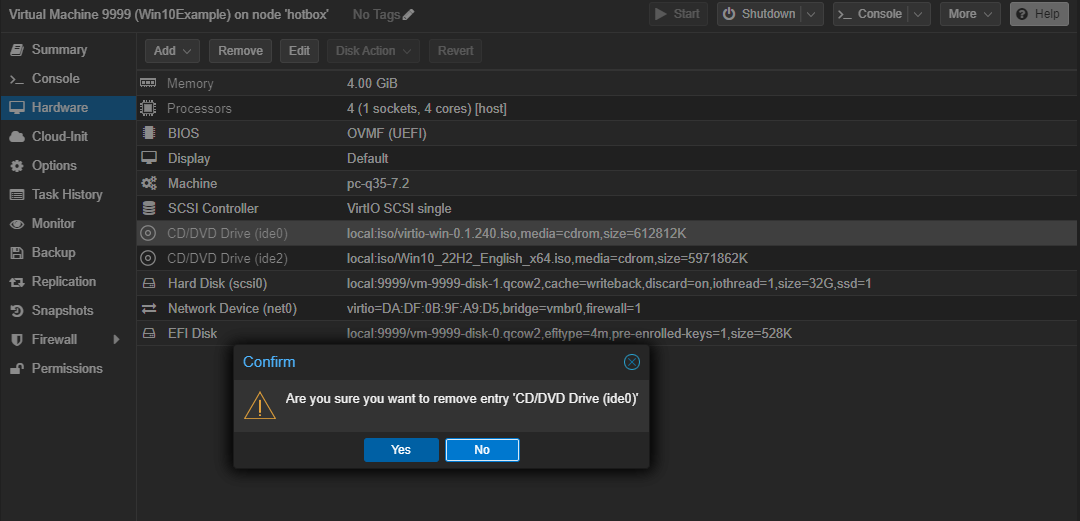 Virtual Machine 9999 (Win10Example) on node 'hotbox' No Tags Start Shutdown Console More Help
Summary
Console
Hardware
Cloud-Init
Options
Task History
Monitor
Backup
Replication
Snapshots
Firewall
Permissions
Add Remove Edit Disk Action Revert
Memory 4.00 GiB
Processors 4 (1 sockets, 4 cores) [host]
BIOS OVMF (UEFI)
Display Default
Machine pc-q35-7.2
SCSI Controller VirtIO SCSI single
CD/DVD Drive (ide0) local:iso/virtio-win-0.1.240.iso,media=cdrom,size=612812K
CD/DVD Drive (ide2) local:iso/Win10_22H2_English_x64.iso,media=cdrom,size=5971862K
Hard Disk (scsi0) local:9999/vm-9999-disk-1.qcow2,cache=writeback,discard=on,iothread=1,size=32G,ssd=1
Network Device (net0) virtio=DA:DF:0B:9F:A9:D5,bridge=vmbr0,firewall=1
EFI Disk local:9999/vm-9999-disk-0.qcow2,efitype=4m,pre-enrolled-keys=1,size=528K
Confirm
Are you sure you want to remove entry 'CD/DVD Drive (ide0)'
Yes No